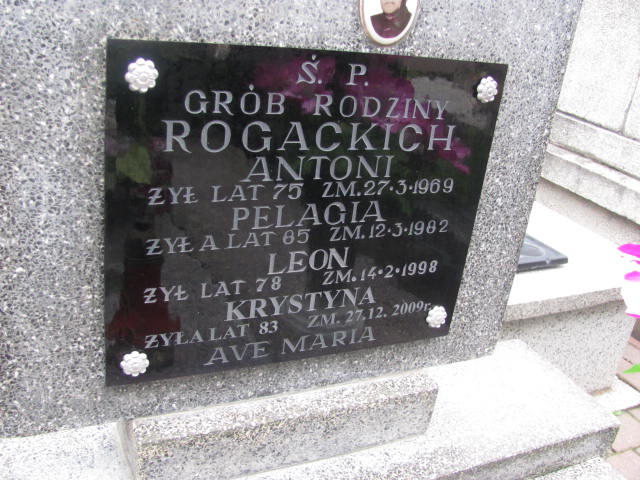 Ś. P.
GRÓB RODZINY
ROGACKICH
ANTONI
ŻYŁ LAT 75 ZM. 27·3·1969
PELAGIA
ŻYŁA LAT 85 ZM. 12·3·1982
LEON
ŻYŁ LAT 78 ZM. 14·2·1998
KRYSTYNA
ŻYŁA LAT 83 ZM. 27.12.2009r.
AVE MARIA